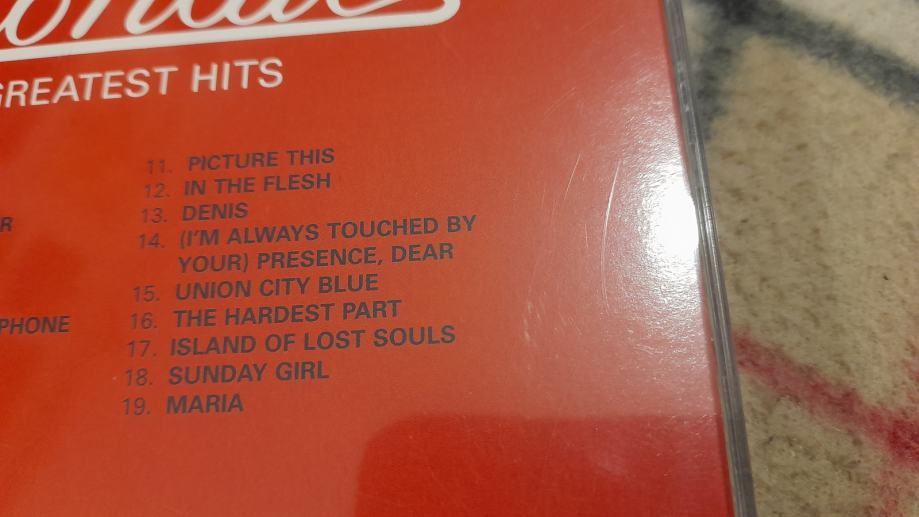 GREATEST HITS
11. PICTURE THIS
12. IN THE FLESH
13. DENIS
14. (I'M ALWAYS TOUCHED BY
YOUR) PRESENCE, DEAR
15. UNION CITY BLUE
PHONE
16. THE HARDEST PART
17. ISLAND OF LOST SOULS
18. SUNDAY GIRL
19. MARIA